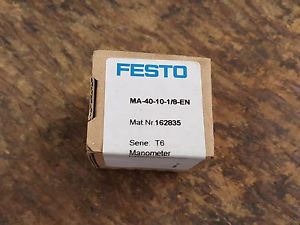 FESTO
MA-40-10-1/8-EN
Mat Nr.162835
Serie: T6
Manometer